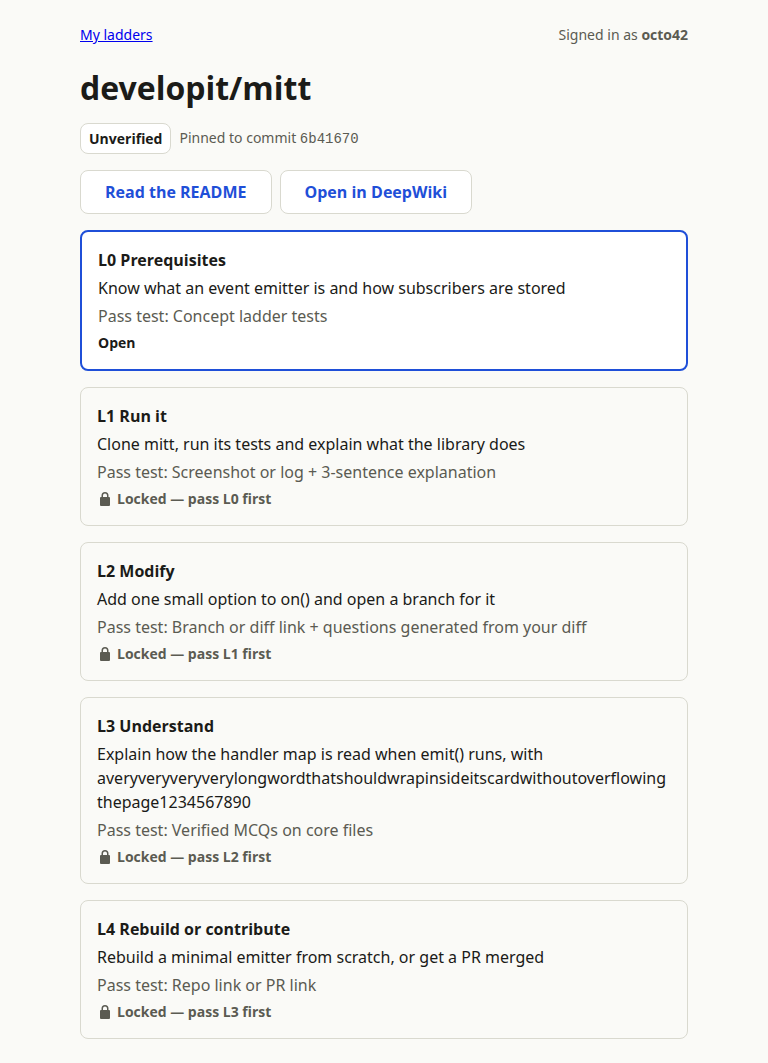 My ladders
Signed in as octo42
developit/mitt
Unverified Pinned to commit 6b41670
Read the README
Open in DeepWiki
L0 Prerequisites
Know what an event emitter is and how subscribers are stored
Pass test: Concept ladder tests
Open
L1 Run it
Clone mitt, run its tests and explain what the library does
Pass test: Screenshot or log + 3-sentence explanation
Locked — pass L0 first
L2 Modify
Add one small option to on() and open a branch for it
Pass test: Branch or diff link + questions generated from your diff
Locked — pass L1 first
L3 Understand
Explain how the handler map is read when emit() runs, with
averyveryveryverylongwordthatshouldwrapinsideitscardwithoutoverflowing
thepage1234567890
Pass test: Verified MCQs on core files
Locked — pass L2 first
L4 Rebuild or contribute
Rebuild a minimal emitter from scratch, or get a PR merged
Pass test: Repo link or PR link
Locked — pass L3 first